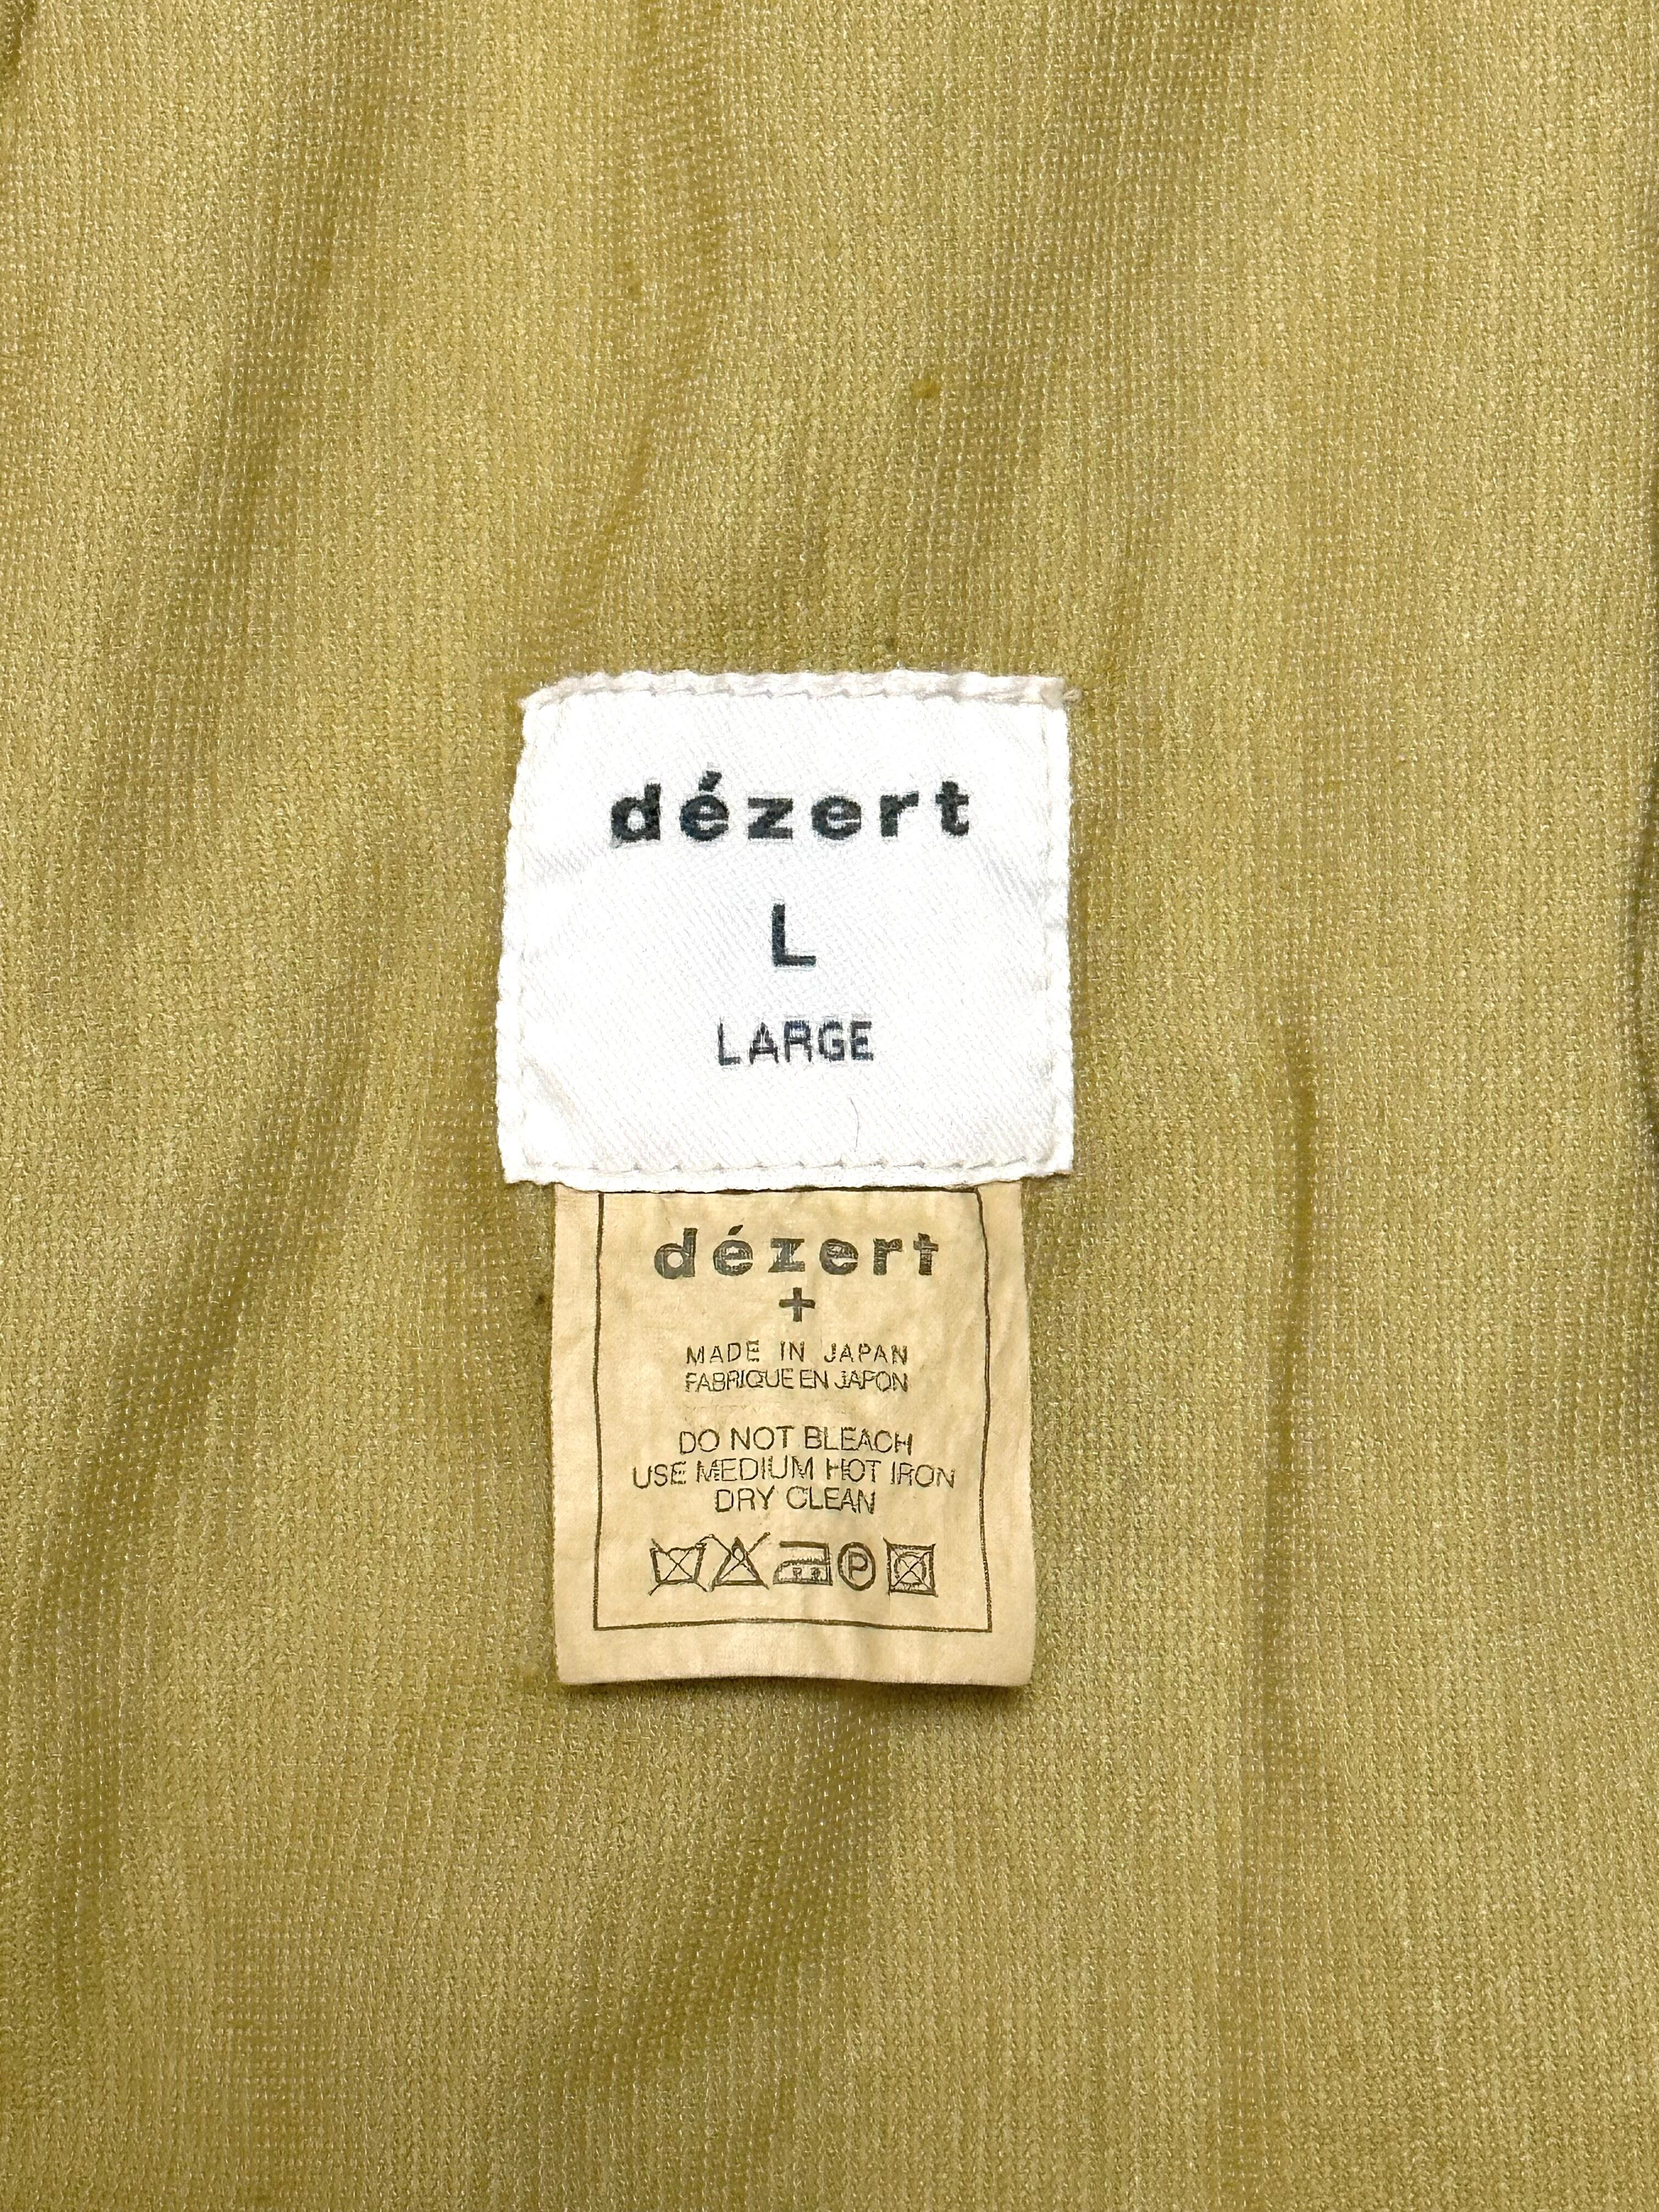 dézert
L
LARGE
dézert
+
MADE IN JAPAN
FABRIQUE EN JAPON
DO NOT BLEACH
USE MEDIUM HOT IRON
DRY CLEAN
P